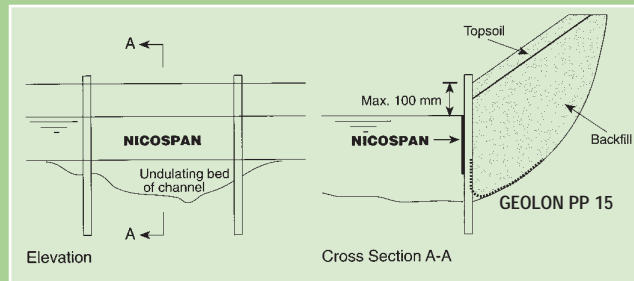 A
NICOSPAN
Undulating bed
of channel
A
Elevation
Topsoil
Max. 100 mm
NICOSPAN
Backfill
GEOLON PP 15
Cross Section A-A